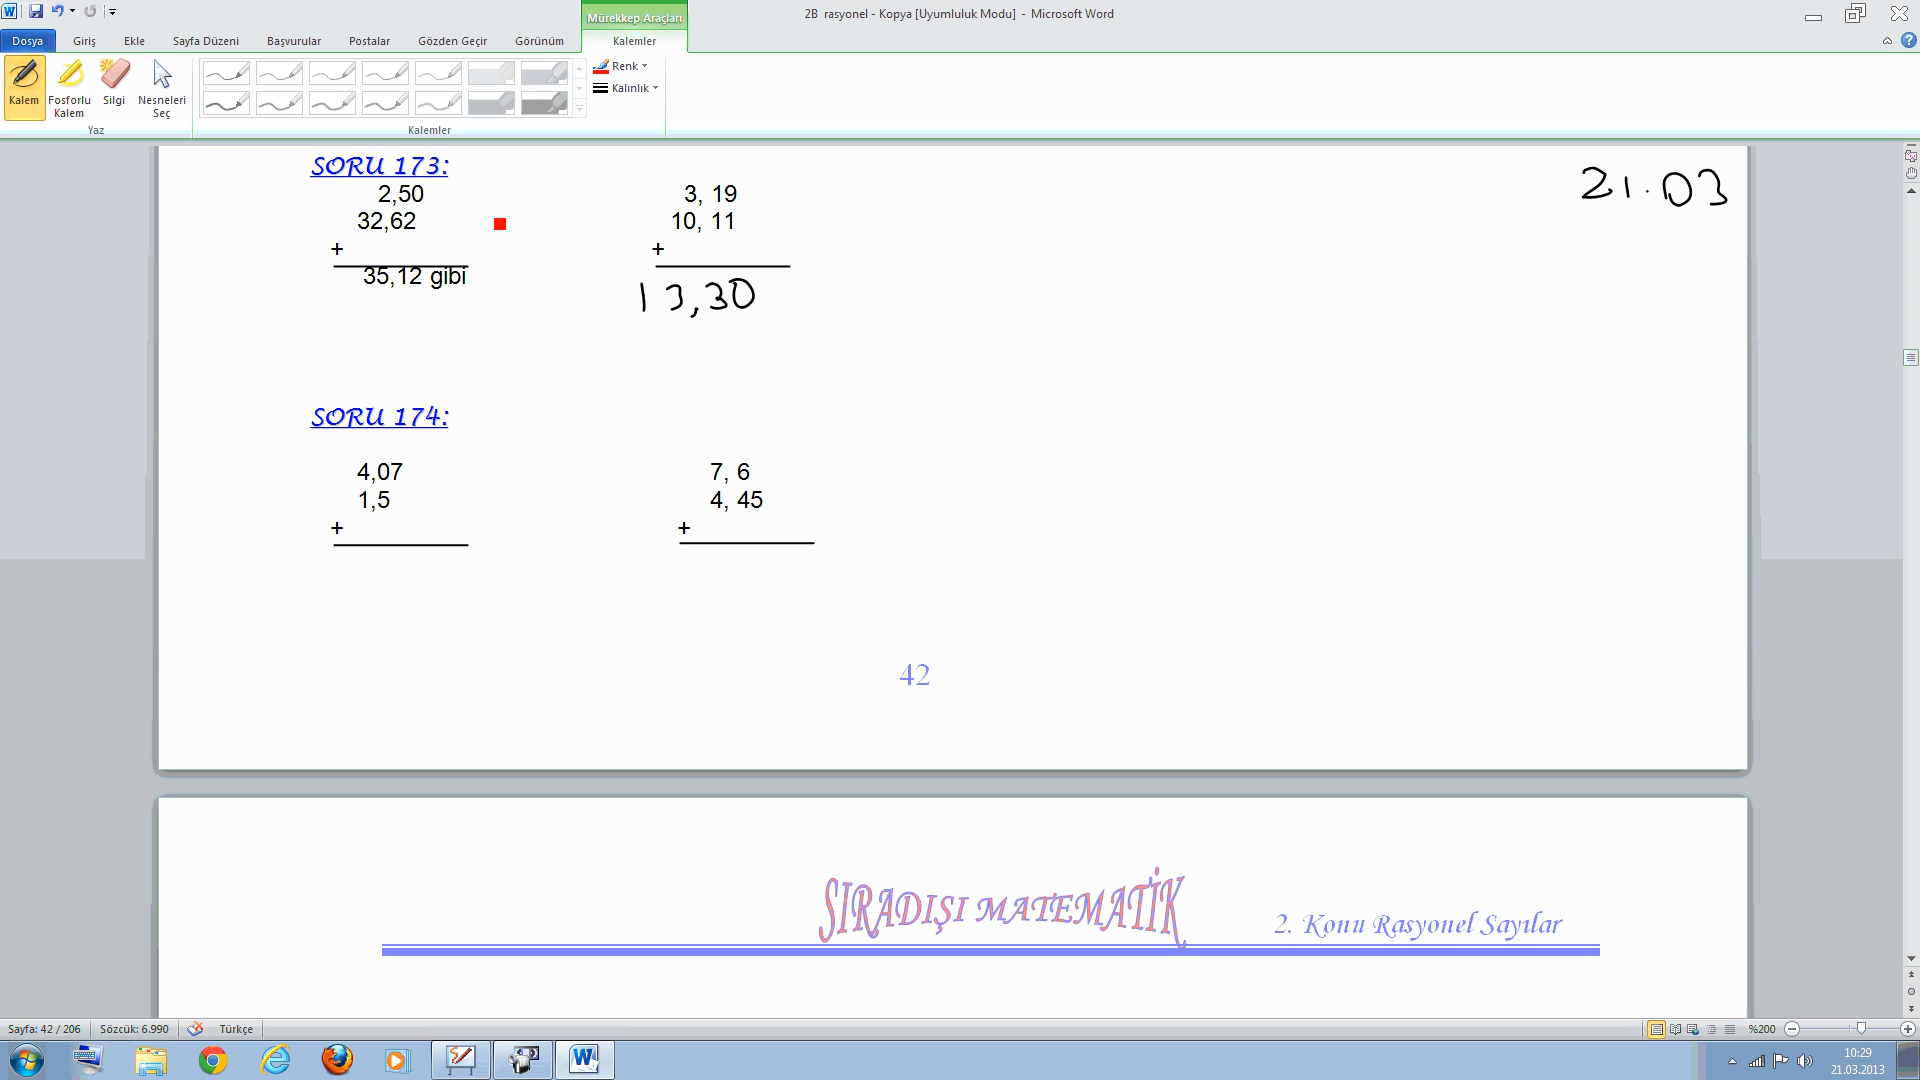 2B  rasyonel - Kopya [Uyumluluk Modu]  -  Microsoft Word
Mürekkep Araçları
Dosya Giriş Ekle Sayfa Düzeni Başvurular Postalar Gözden Geçir Görünüm Kalemler
Kalem Fosforlu Kalem Silgi Nesneleri Seç
Renk
Kalınlık
Yaz Kalemler
SORU 173:
21.03
2,50 3, 19
32,62 10, 11
+ +
35,12 gibi 13,30
SORU 174:
4,07 7, 6
1,5 4, 45
+ +
42
SIRADIŞI MATEMATİK
2. Konu Rasyonel Sayılar
Sayfa: 42 / 206 Sözcük: 6.990 Türkçe %200
10:29
21.03.2013